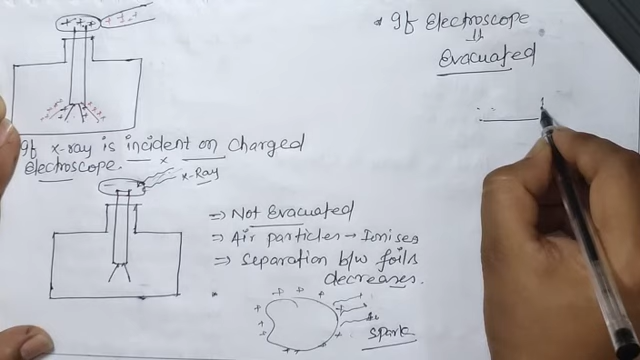 * If Electroscope
⇓
Evacuated
+ + + +
If x-ray is incident on Charged
Electroscope.
x
X-Ray
⇒ Not Evacuated
⇒ Air particles → Ionises
⇒ Separation b/w foils
decreases.
Spark